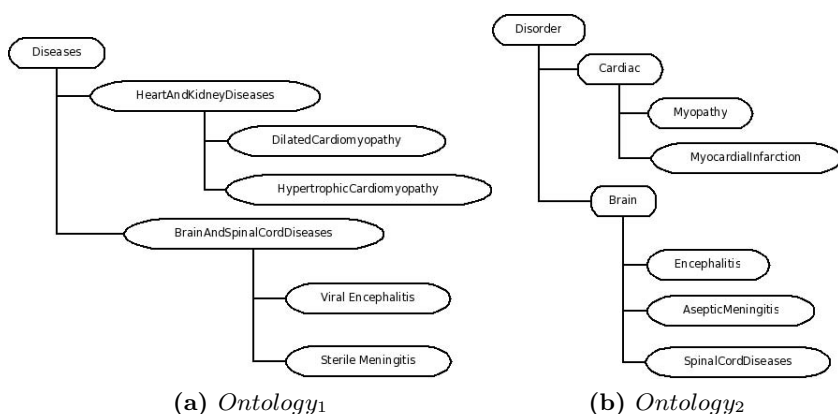 Diseases
HeartAndKidneyDiseases
DilatedCardiomyopathy
HypertrophicCardiomyopathy
BrainAndSpinalCordDiseases
Viral Encephalitis
Sterile Meningitis
(a) Ontology₁
Disorder
Cardiac
Myopathy
MyocardialInfarction
Brain
Encephalitis
AsepticMeningitis
SpinalCordDiseases
(b) Ontology₂